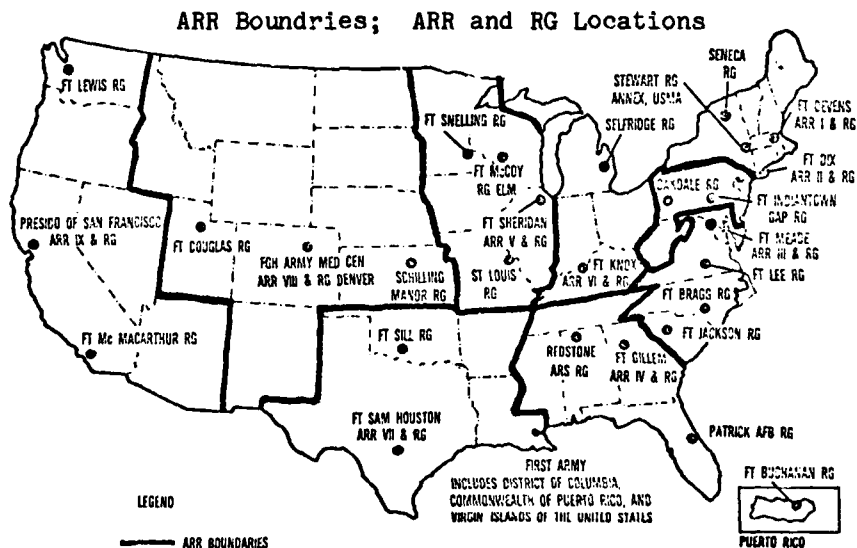 ARR Boundries; ARR and RG Locations
FT LEWIS RG
SENECA
RG
STEWART RG
ANNEX, USMA
FT DEVENS
ARR I & RG
FT SNELLING RG
SELFRIDGE RG
FT McCOY
RG ELM
FT DIX
ARR II & RG
OAKDALE RG
FT INDIANTOWN
GAP RG
PRESIDO OF SAN FRANCISCO
ARR IX & RG
FT DOUGLAS RG
FGH ARMY MED CEN
ARR VIII & RG DENVER
SCHILLING
MANOR RG
FT SHERIDAN
ARR V & RG
ST LOUIS
RG
FT KNOX
ARR VI & RG
FT MEADE
ARR III & RG
FT LEE RG
FT BRAGG RG
FT JACKSON RG
FT Mc MACARTHUR RG
FT SILL RG
REDSTONE
ARS RG
FT GILLEM
ARR IV & RG
FT SAM HOUSTON
ARR VII & RG
PATRICK AFB RG
FIRST ARMY
INCLUDES DISTRICT OF COLUMBIA,
COMMONWEALTH OF PUERTO RICO, AND
VIRGIN ISLANDS OF THE UNITED STATES
FT BUCHANAN RG
PUERTO RICO
LEGEND
ARR BOUNDARIES